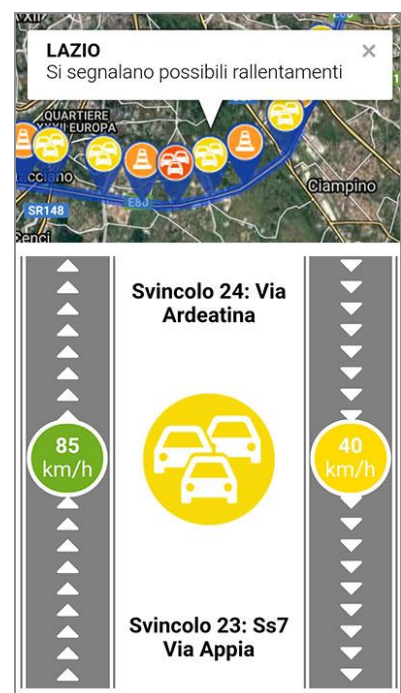 LAZIO
Si segnalano possibili rallentamenti
QUARTIERE
XXXII EUROPA
Ciampino
SR148
E80
Svincolo 24: Via
Ardeatina
85
km/h
40
km/h
Svincolo 23: Ss7
Via Appia